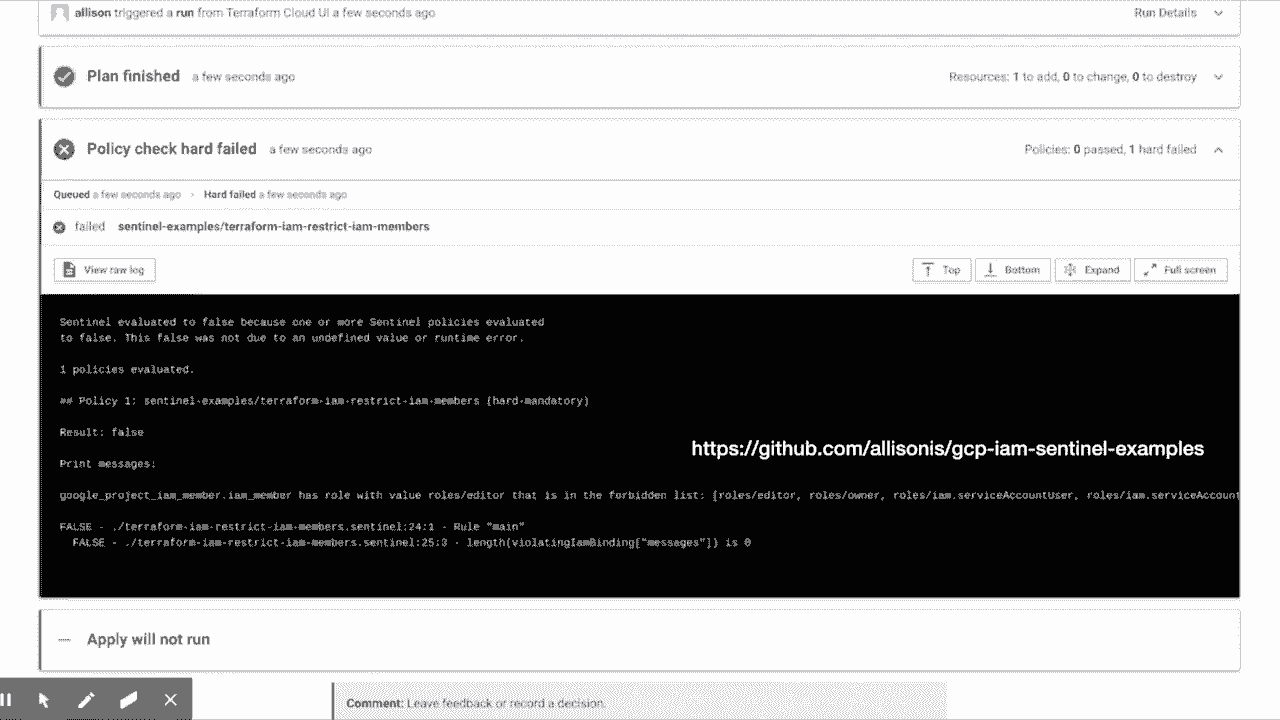 allison triggered a run from Terraform Cloud UI a few seconds ago Run Details
Plan finished a few seconds ago Resources: 1 to add, 0 to change, 0 to destroy
Policy check hard failed a few seconds ago Policies: 0 passed, 1 hard failed
Queued a few seconds ago > Hard failed a few seconds ago
failed sentinel-examples/terraform-iam-restrict-iam-members
View raw log Top Bottom Expand Full screen
Sentinel evaluated to false because one or more Sentinel policies evaluated
to false. This false was not due to an undefined value or runtime error.
1 policies evaluated.
## Policy 1: sentinel-examples/terraform-iam-restrict-iam-members (hard-mandatory)
Result: false
https://github.com/allisonis/gcp-iam-sentinel-examples
Print messages:
google_project_iam_member.iam_member has role with value roles/editor that is in the forbidden list: [roles/editor, roles/owner, roles/iam.serviceAccountUser, roles/iam.serviceAccount
FALSE - ./terraform-iam-restrict-iam-members.sentinel:24:1 - Rule "main"
FALSE - ./terraform-iam-restrict-iam-members.sentinel:25:3 - length(violatingIamBinding["messages"]) is 0
Apply will not run
Comment: Leave feedback or record a decision.